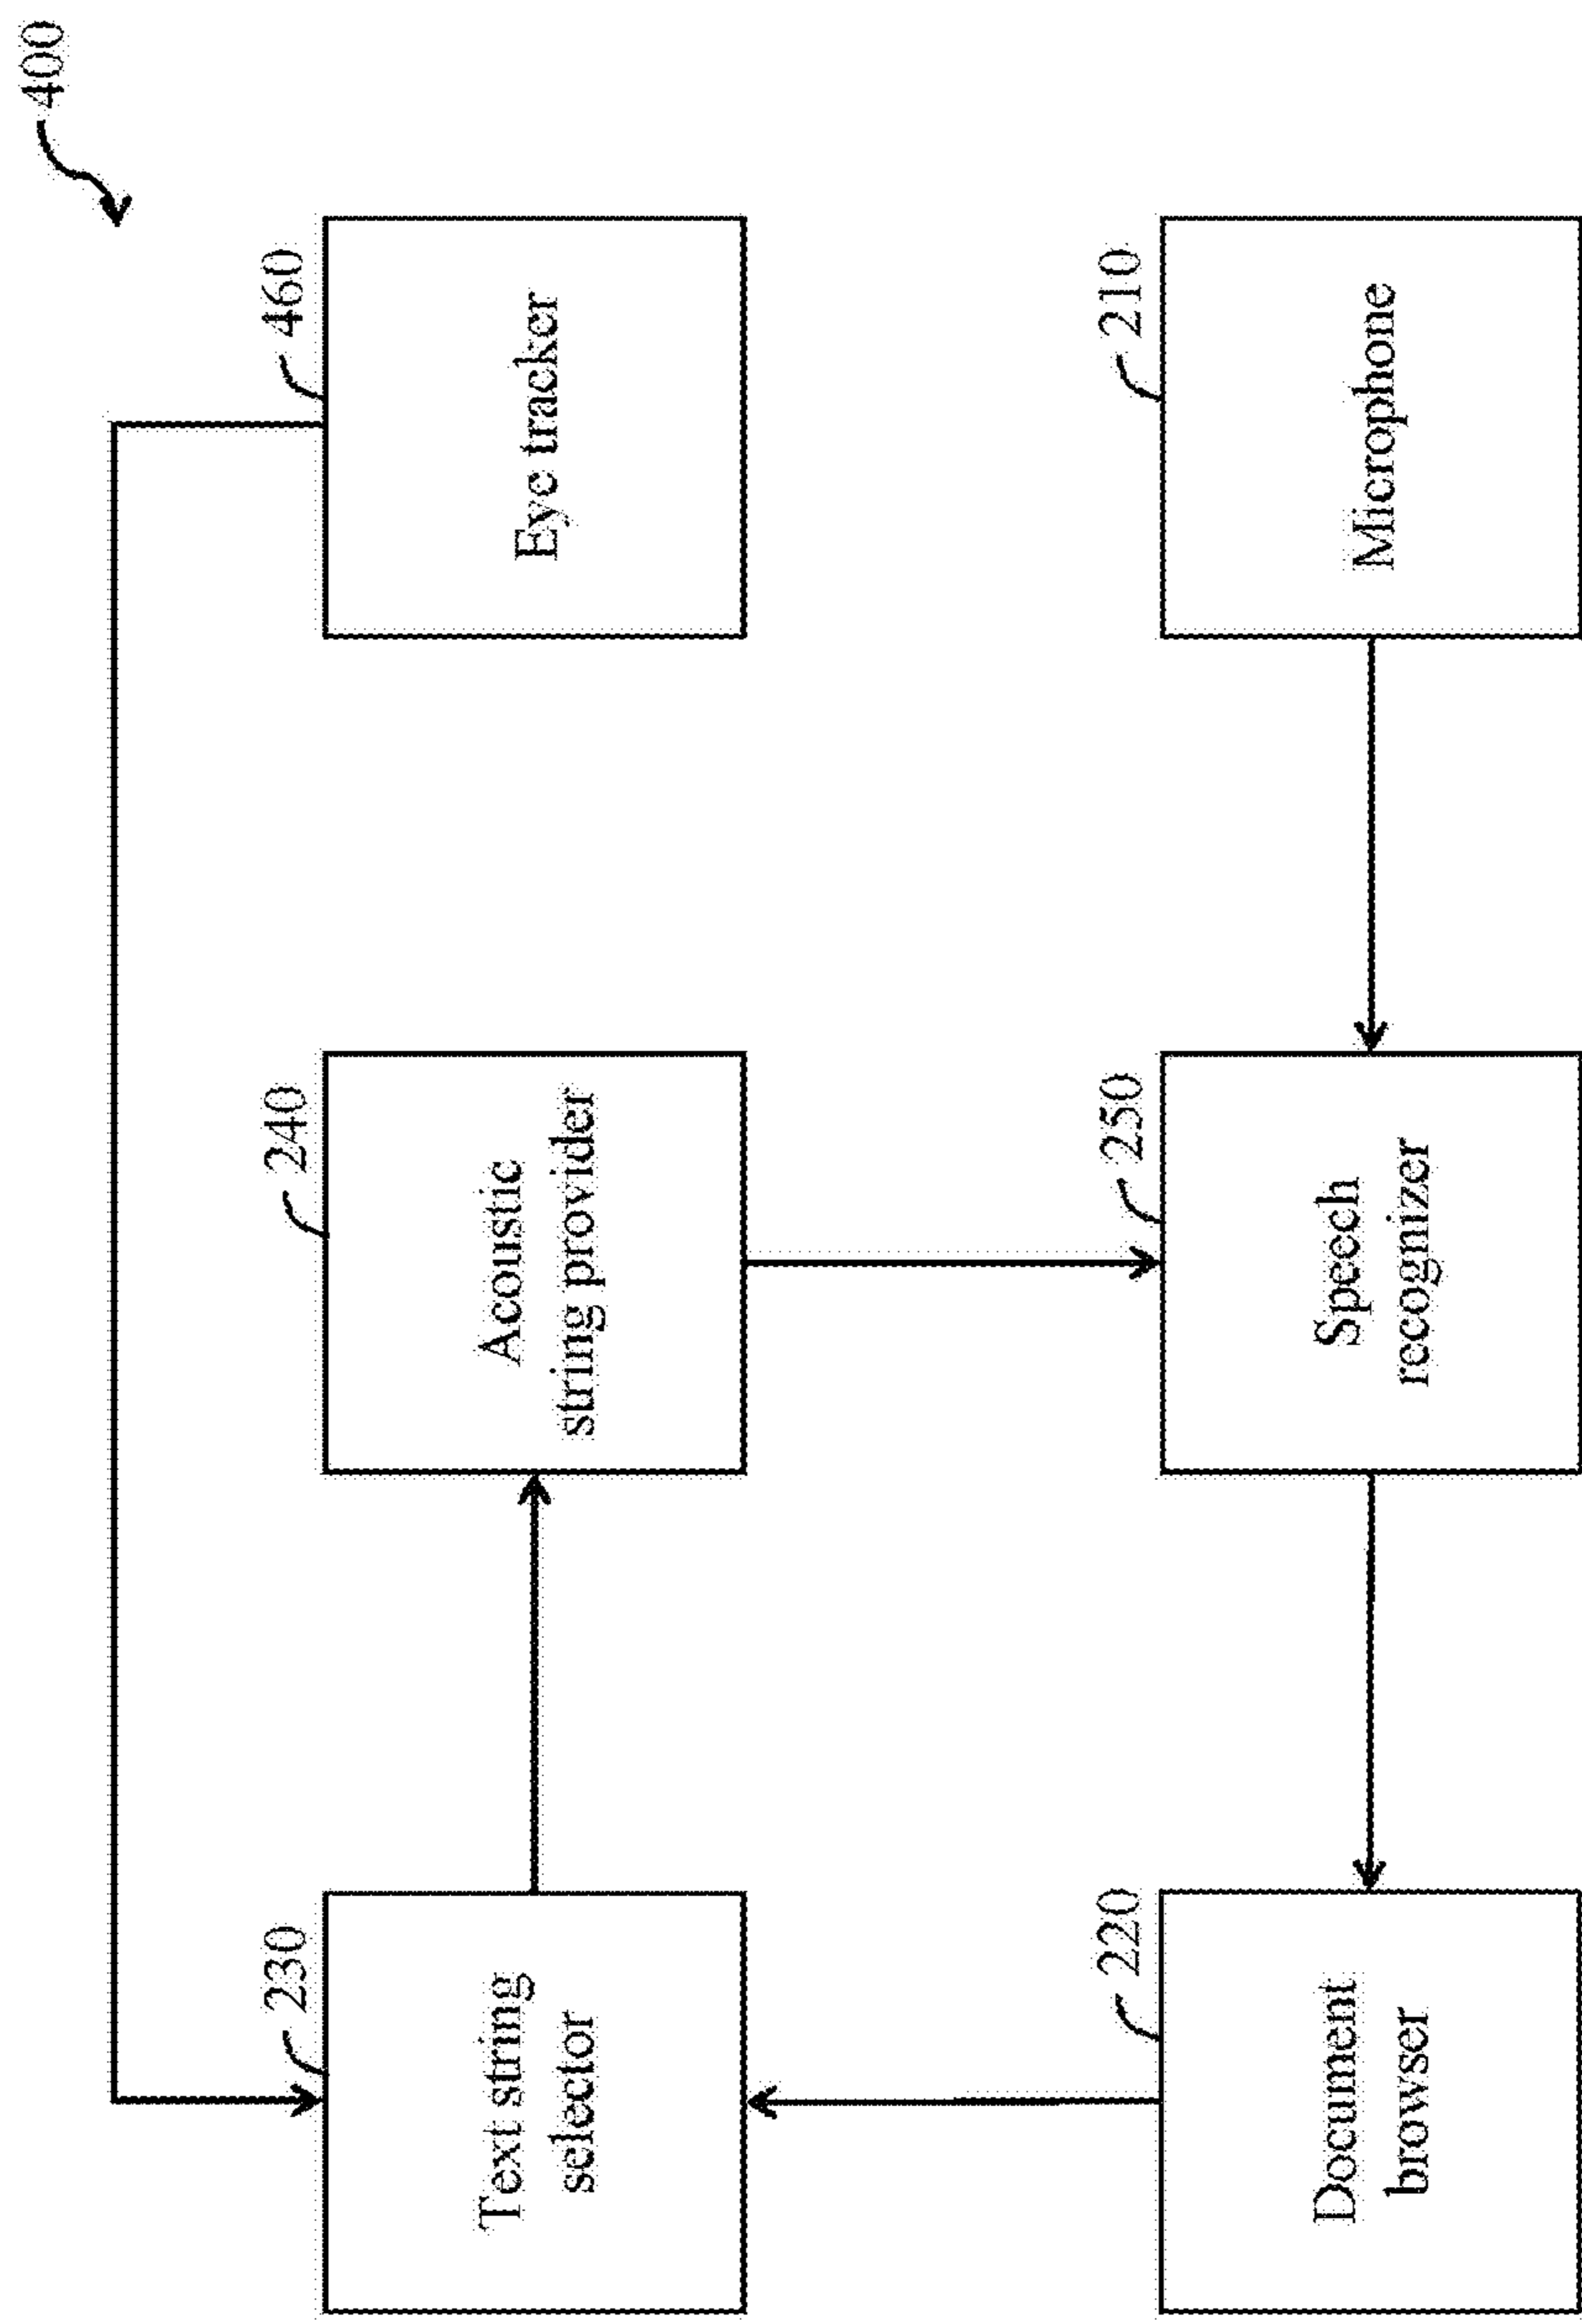 400
230
Text string
selector
240
Acoustic
string provider
460
Eye tracker
220
Document
browser
250
Speech
recognizer
210
Microphone